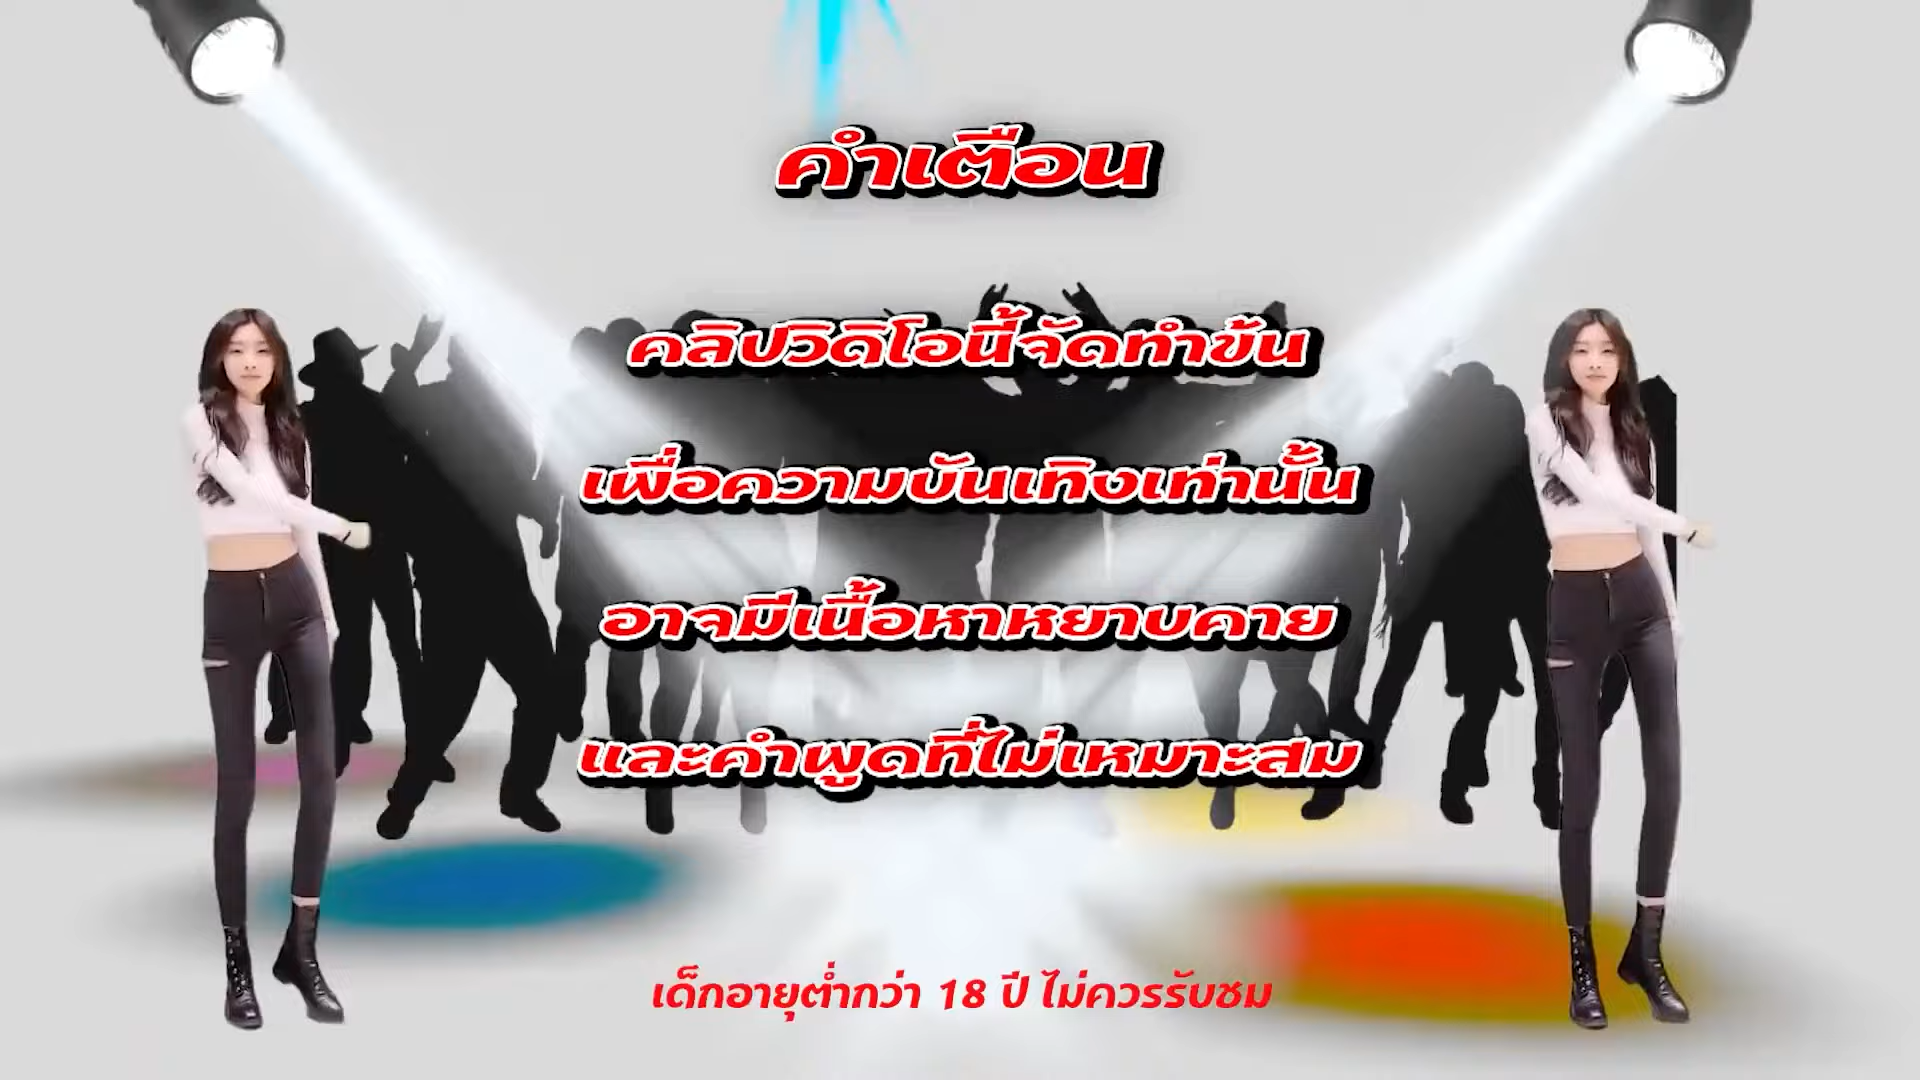 คำเตือน
คลิปวิดิโอนี้จัดทำขึ้น
เพื่อความบันเทิงเท่านั้น
อาจมีเนื้อหาหยาบคาย
และคำพูดที่ไม่เหมาะสม
เด็กอายุต่ำกว่า 18 ปี ไม่ควรรับชม